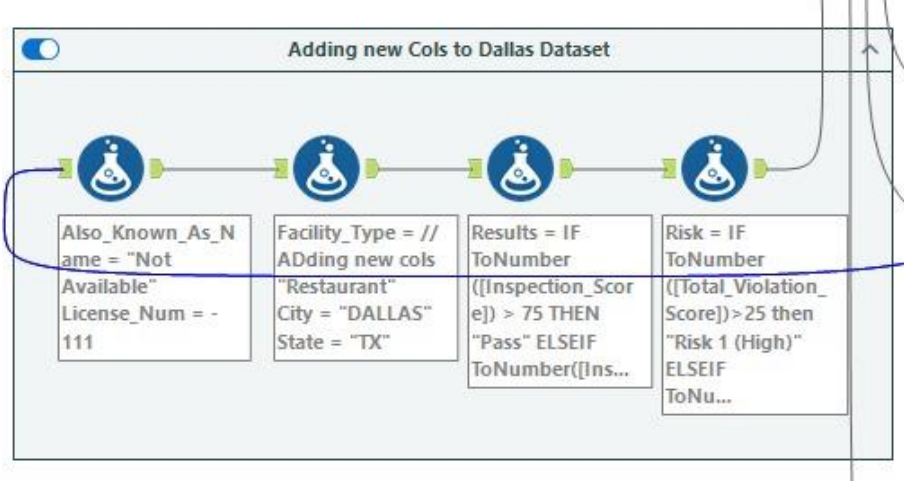 Adding new Cols to Dallas Dataset
Also_Known_As_N
ame = "Not
Available"
License_Num = -
111
Facility_Type = //
ADding new cols
"Restaurant"
City = "DALLAS"
State = "TX"
Results = IF
ToNumber
([Inspection_Scor
e]) > 75 THEN
"Pass" ELSEIF
ToNumber([Ins...
Risk = IF
ToNumber
([Total_Violation_
Score])>25 then
"Risk 1 (High)"
ELSEIF
ToNu...